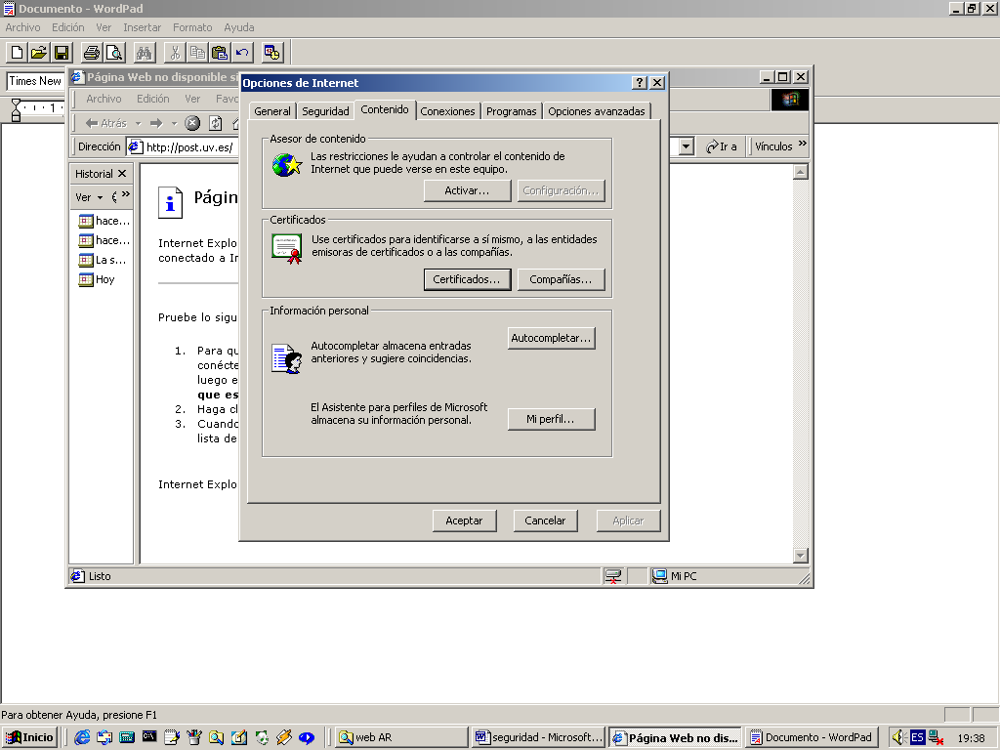 Documento - WordPad
Archivo Edición Ver Insertar Formato Ayuda
Times New
1
Página Web no disponible s
Archivo Edición Ver Favo
Atrás
Dirección http://post.uv.es/ Ir a Vínculos »
Historial
Ver »
hace...
hace...
La s...
Hoy
Págin
Internet Explo
conectado a Ir
Pruebe lo sigu
1. Para qu
conécte
luego e
que es
2. Haga cl
3. Cuando
lista de
Internet Explo
Listo
Mi PC
Opciones de Internet
General Seguridad Contenido Conexiones Programas Opciones avanzadas
Asesor de contenido
Las restricciones le ayudan a controlar el contenido de
Internet que puede verse en este equipo.
Activar... Configuración...
Certificados
Use certificados para identificarse a sí mismo, a las entidades
emisoras de certificados o a las compañías.
Certificados... Compañías...
Información personal
Autocompletar almacena entradas
anteriores y sugiere coincidencias.
Autocompletar...
El Asistente para perfiles de Microsoft
almacena su información personal.
Mi perfil...
Aceptar Cancelar Aplicar
Para obtener Ayuda, presione F1
Inicio web AR seguridad - Microsoft... Página Web no dis... Documento - WordPad ES 19:38